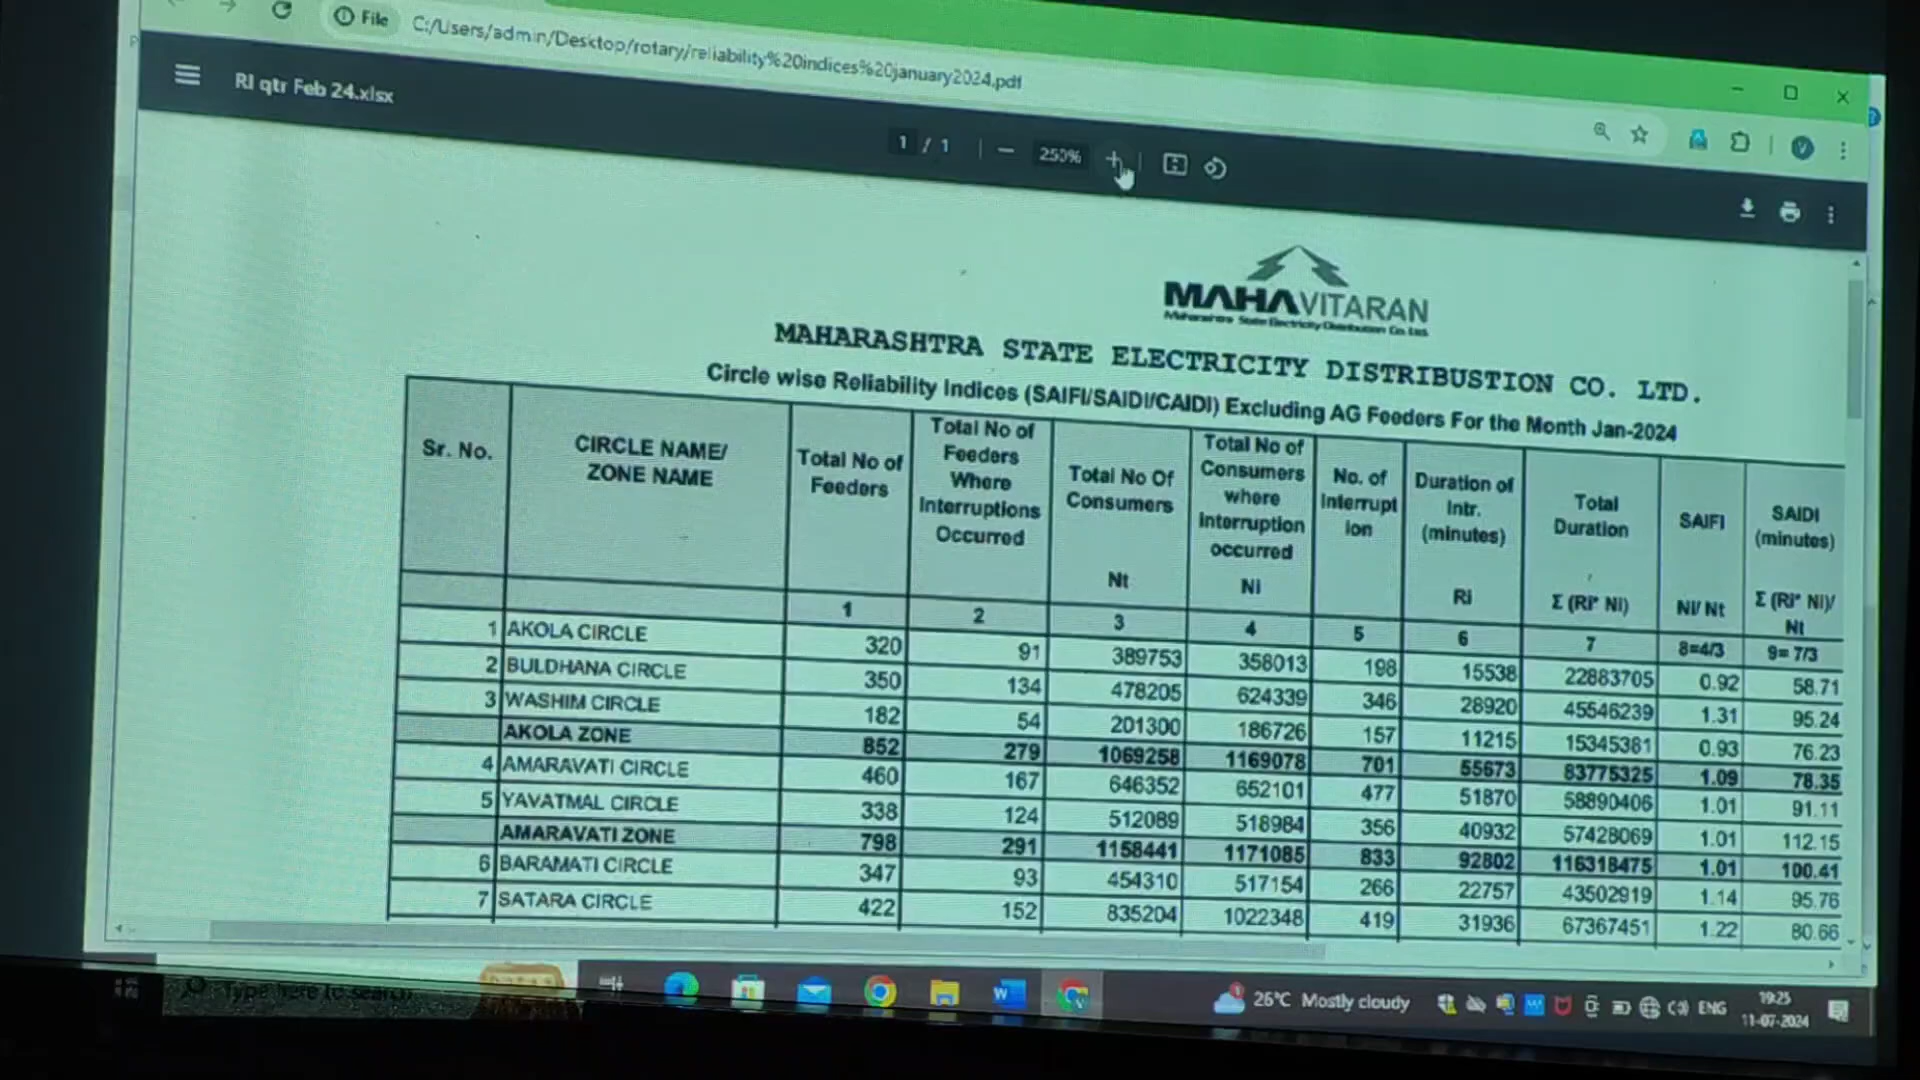 File C:/Users/admin/Desktop/rotary/reliability%20indices%20january2024.pdf
RI qtr Feb 24.xlsx
1 / 1 250%
MAHAVITARAN
Maharashtra State Electricity Distribution Co. Ltd.
MAHARASHTRA STATE ELECTRICITY DISTRIBUSTION CO. LTD.
Circle wise Reliability Indices (SAIFI/SAIDI/CAIDI) Excluding AG Feeders For the Month Jan-2024
Sr. No. CIRCLE NAME/ ZONE NAME Total No of Feeders Total No of Feeders Where Interruptions Occurred Total No Of Consumers Total No of Consumers where Interruption occurred No. of Interrupt ion Duration of Intr. (minutes) Total Duration SAIFI SAIDI (minutes)
Nt Ni Ri Σ (Ri* Ni) Ni/ Nt Σ (Ri* Ni)/ Nt
1 2 3 4 5 6 7 8=4/3 9= 7/3
1 AKOLA CIRCLE 320 91 389753 358013 198 15538 22883705 0.92 58.71
2 BULDHANA CIRCLE 350 134 478205 624339 346 28920 45546239 1.31 95.24
3 WASHIM CIRCLE 182 54 201300 186726 157 11215 15345381 0.93 76.23
AKOLA ZONE 852 279 1069258 1169078 701 55673 83775325 1.09 78.35
4 AMARAVATI CIRCLE 460 167 646352 652101 477 51870 58890406 1.01 91.11
5 YAVATMAL CIRCLE 338 124 512089 518984 356 40932 57428069 1.01 112.15
AMARAVATI ZONE 798 291 1158441 1171085 833 92802 116318475 1.01 100.41
6 BARAMATI CIRCLE 347 93 454310 517154 266 22757 43502919 1.14 95.76
7 SATARA CIRCLE 422 152 835204 1022348 419 31936 67367451 1.22 80.66
Type here to search
26°C Mostly cloudy
ENG
19:25
11-07-2024